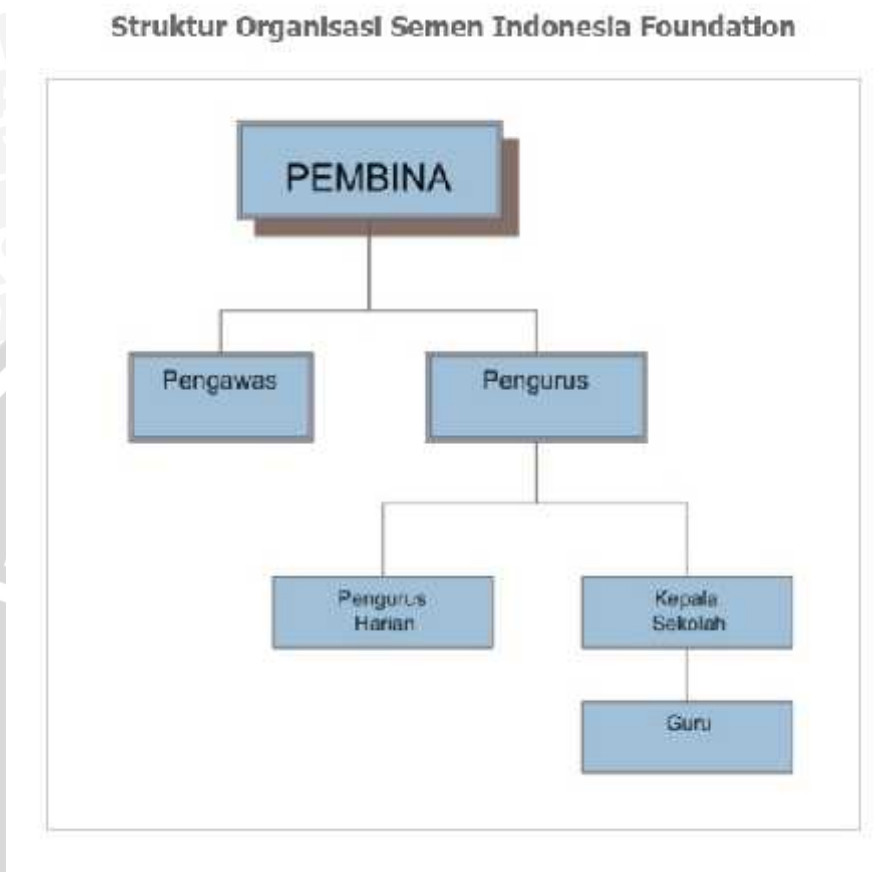 Struktur Organisasi Semen Indonesia Foundation
PEMBINA
Pengawas
Pengurus
Pengurus
Harian
Kepala
Sekolah
Guru